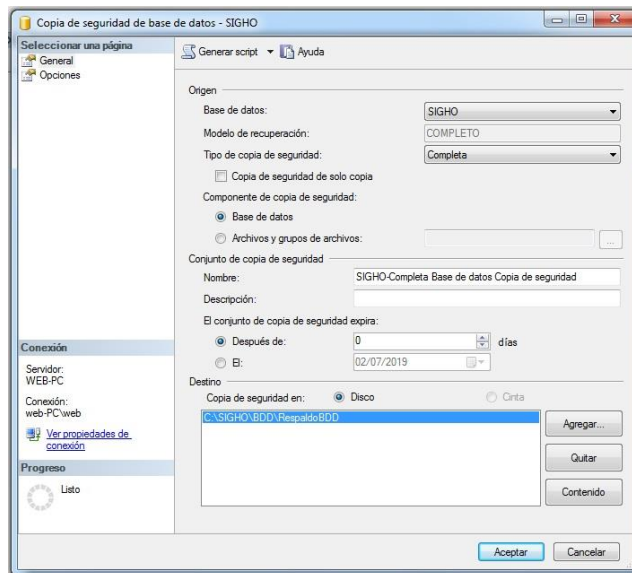 Copia de seguridad de base de datos - SIGHO
Seleccionar una página
General
Opciones
Generar script
Ayuda
Origen
Base de datos:
SIGHO
Modelo de recuperación:
COMPLETO
Tipo de copia de seguridad:
Completa
Copia de seguridad de solo copia
Componente de copia de seguridad:
Base de datos
Archivos y grupos de archivos:
...
Conjunto de copia de seguridad
Nombre:
SIGHO-Completa Base de datos Copia de seguridad
Descripción:
El conjunto de copia de seguridad expira:
Después de:
0
días
El:
02/07/2019
Destino
Copia de seguridad en:
Disco
Cinta
C:\SIGHO\BDD\RespaldoBDD
Agregar...
Quitar
Contenido
Conexión
Servidor:
WEB-PC
Conexión:
web-PC\web
Ver propiedades de
conexión
Progreso
Listo
Aceptar
Cancelar